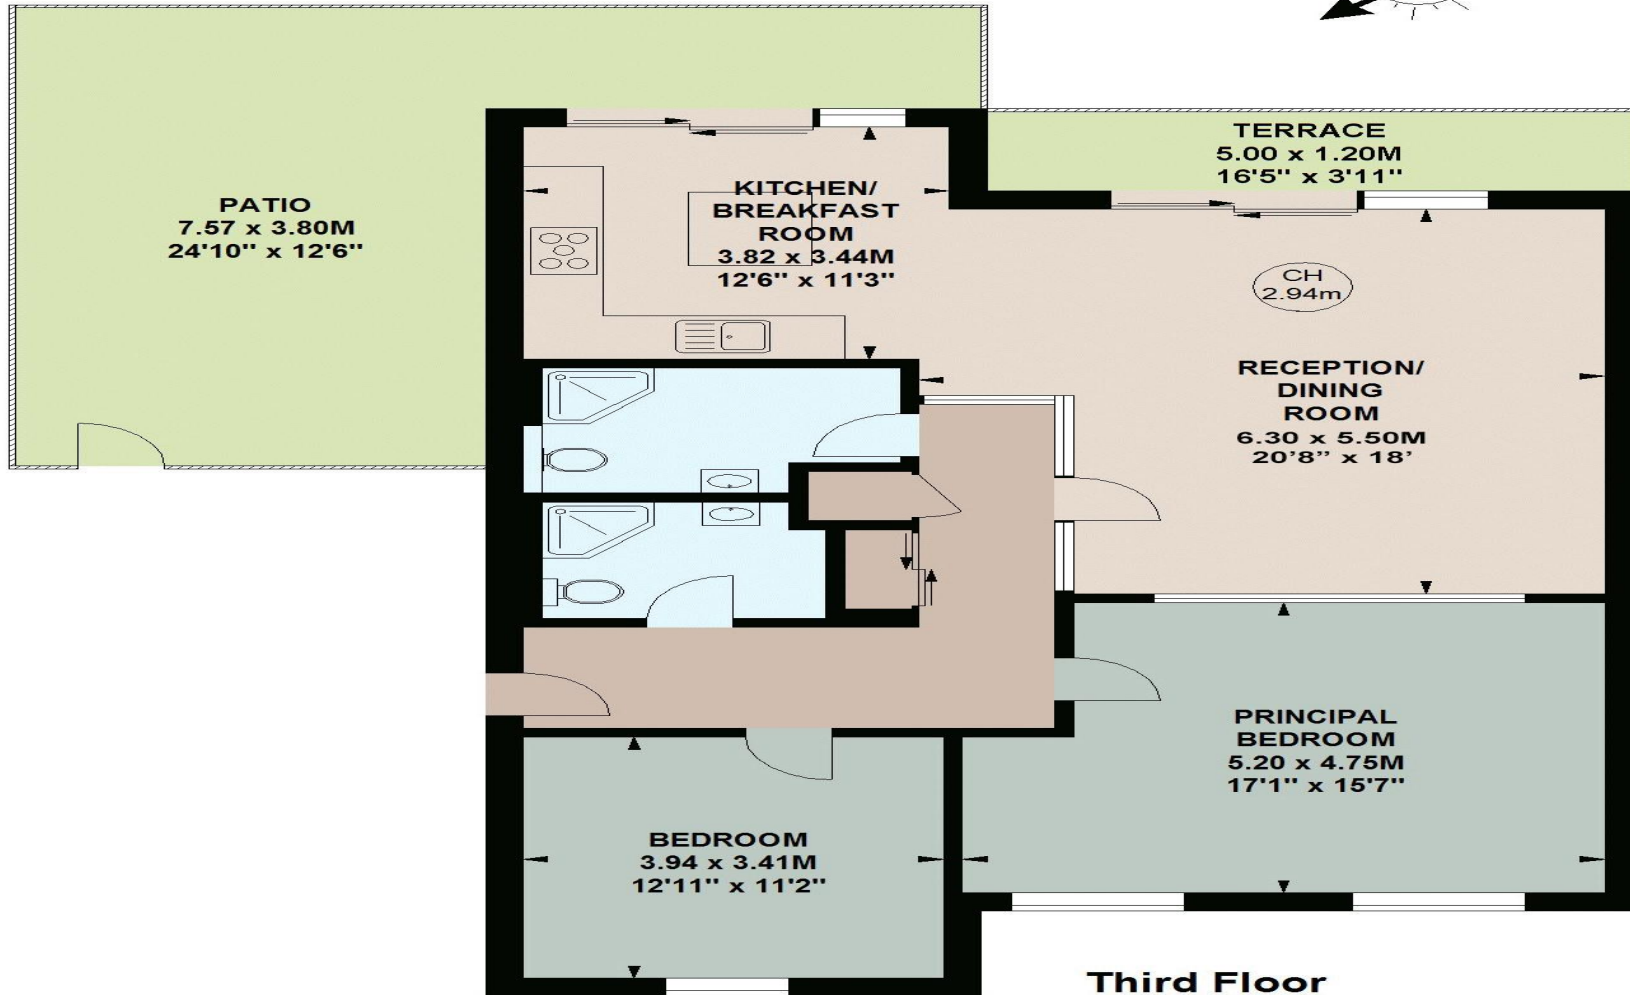 TERRACE
5.00 x 1.20M
16'5" x 3'11"
PATIO
7.57 x 3.80M
24'10" x 12'6"
KITCHEN/
BREAKFAST
ROOM
3.82 x 3.44M
12'6" x 11'3"
CH
2.94m
RECEPTION/
DINING
ROOM
6.30 x 5.50M
20'8” x 18'
PRINCIPAL
BEDROOM
5.20 x 4.75M
17'1" x 15'7"
BEDROOM
3.94 x 3.41M
12'11" x 11'2"
Third Floor